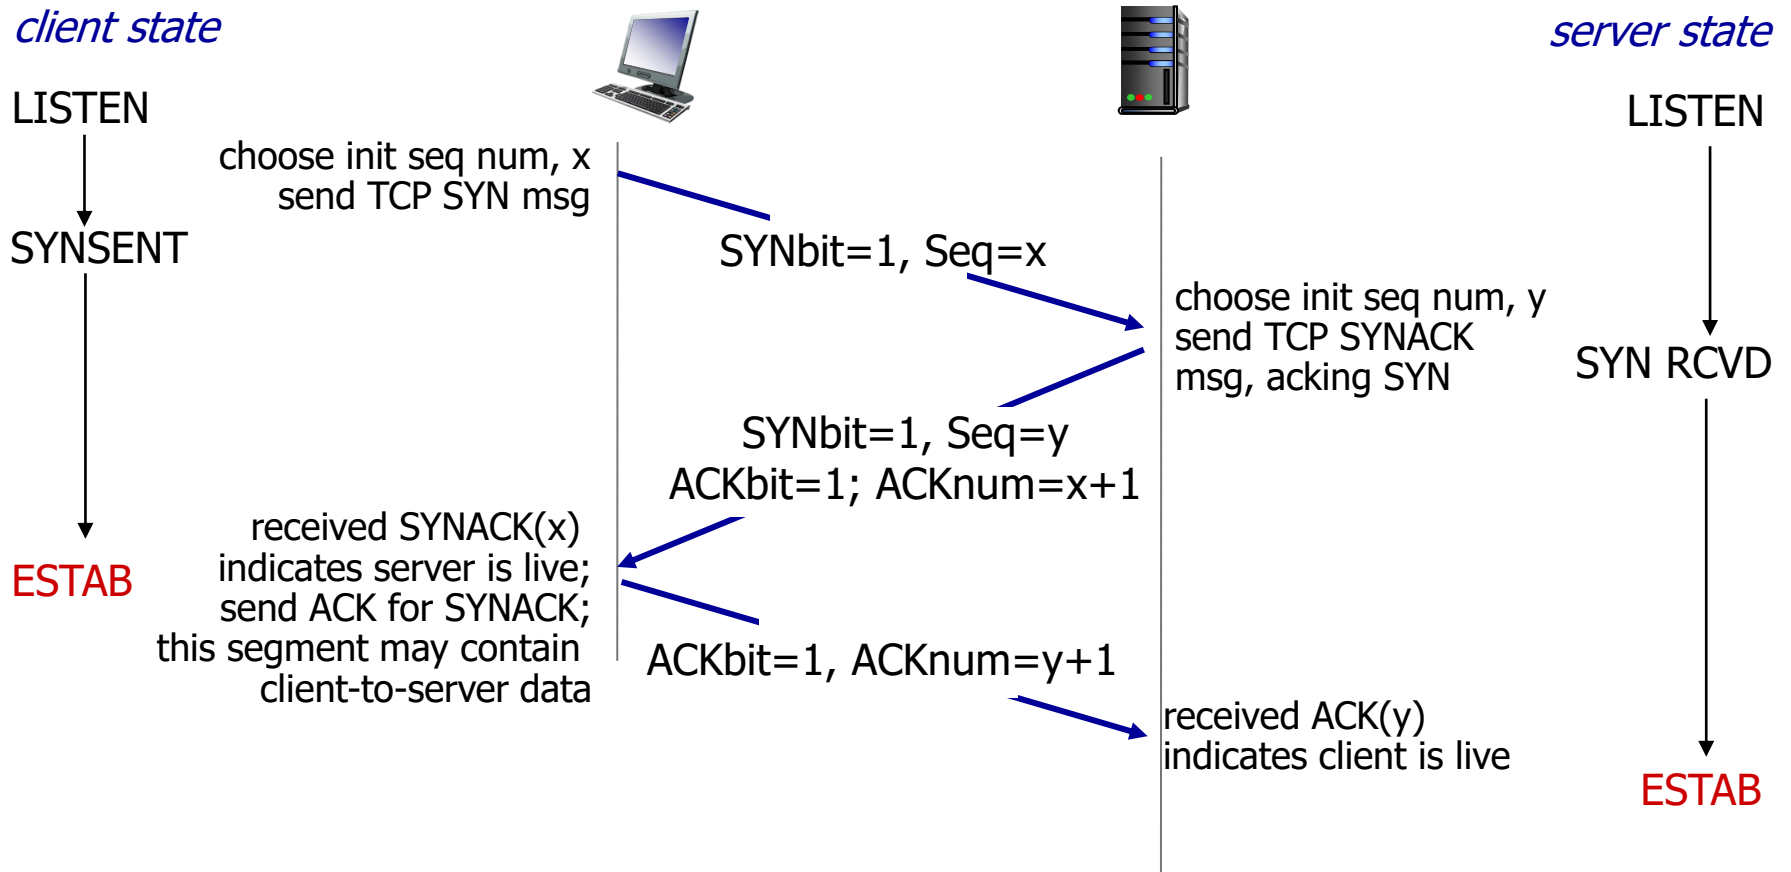 client state
server state
LISTEN
LISTEN
choose init seq num, x
send TCP SYN msg
SYNSENT
SYNbit=1, Seq=x
choose init seq num, y
send TCP SYNACK
msg, acking SYN
SYN RCVD
SYNbit=1, Seq=y
ACKbit=1; ACKnum=x+1
received SYNACK(x)
indicates server is live;
send ACK for SYNACK;
this segment may contain
client-to-server data
ESTAB
ACKbit=1, ACKnum=y+1
received ACK(y)
indicates client is live
ESTAB